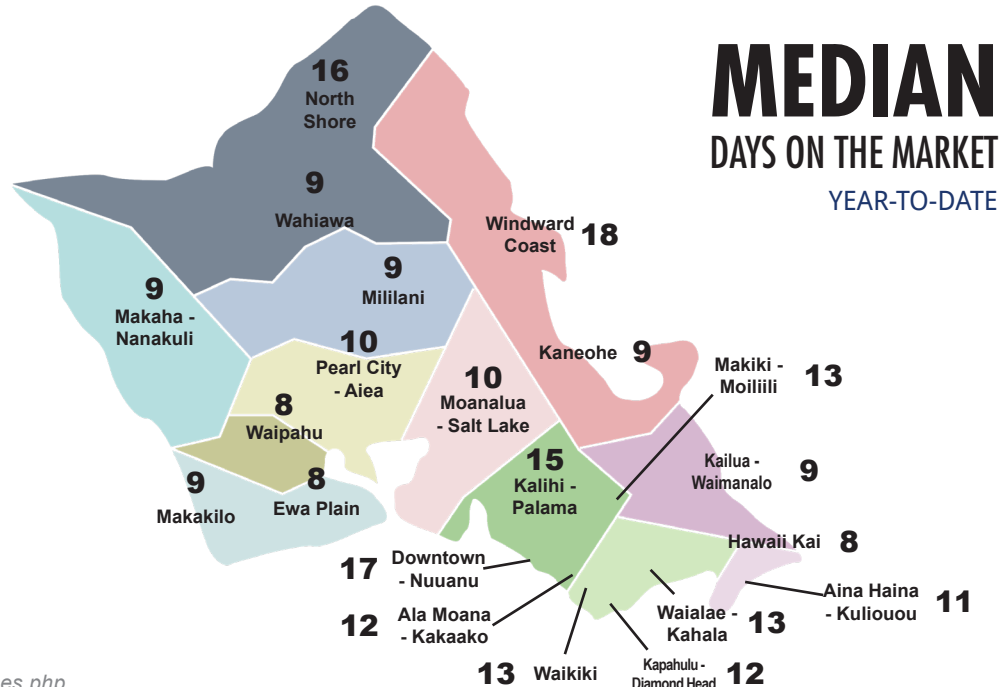 MEDIAN
DAYS ON THE MARKET
YEAR-TO-DATE
16
North
Shore
9
Wahiawa
Windward
Coast
18
9
Mililani
9
Makaha -
Nanakuli
10
Pearl City
- Aiea
Kaneohe 9
10
Moanalua
- Salt Lake
Makiki -
Moiliili
13
8
Waipahu
15
Kalihi -
Palama
Kailua -
Waimanalo
9
9
Makakilo
8
Ewa Plain
Hawaii Kai 8
17
Downtown
- Nuuanu
Aina Haina
- Kuliouou
11
12
Ala Moana
- Kakaako
Waialae -
Kahala
13
13 Waikiki
Kapahulu -
Diamond Head
12
es.php